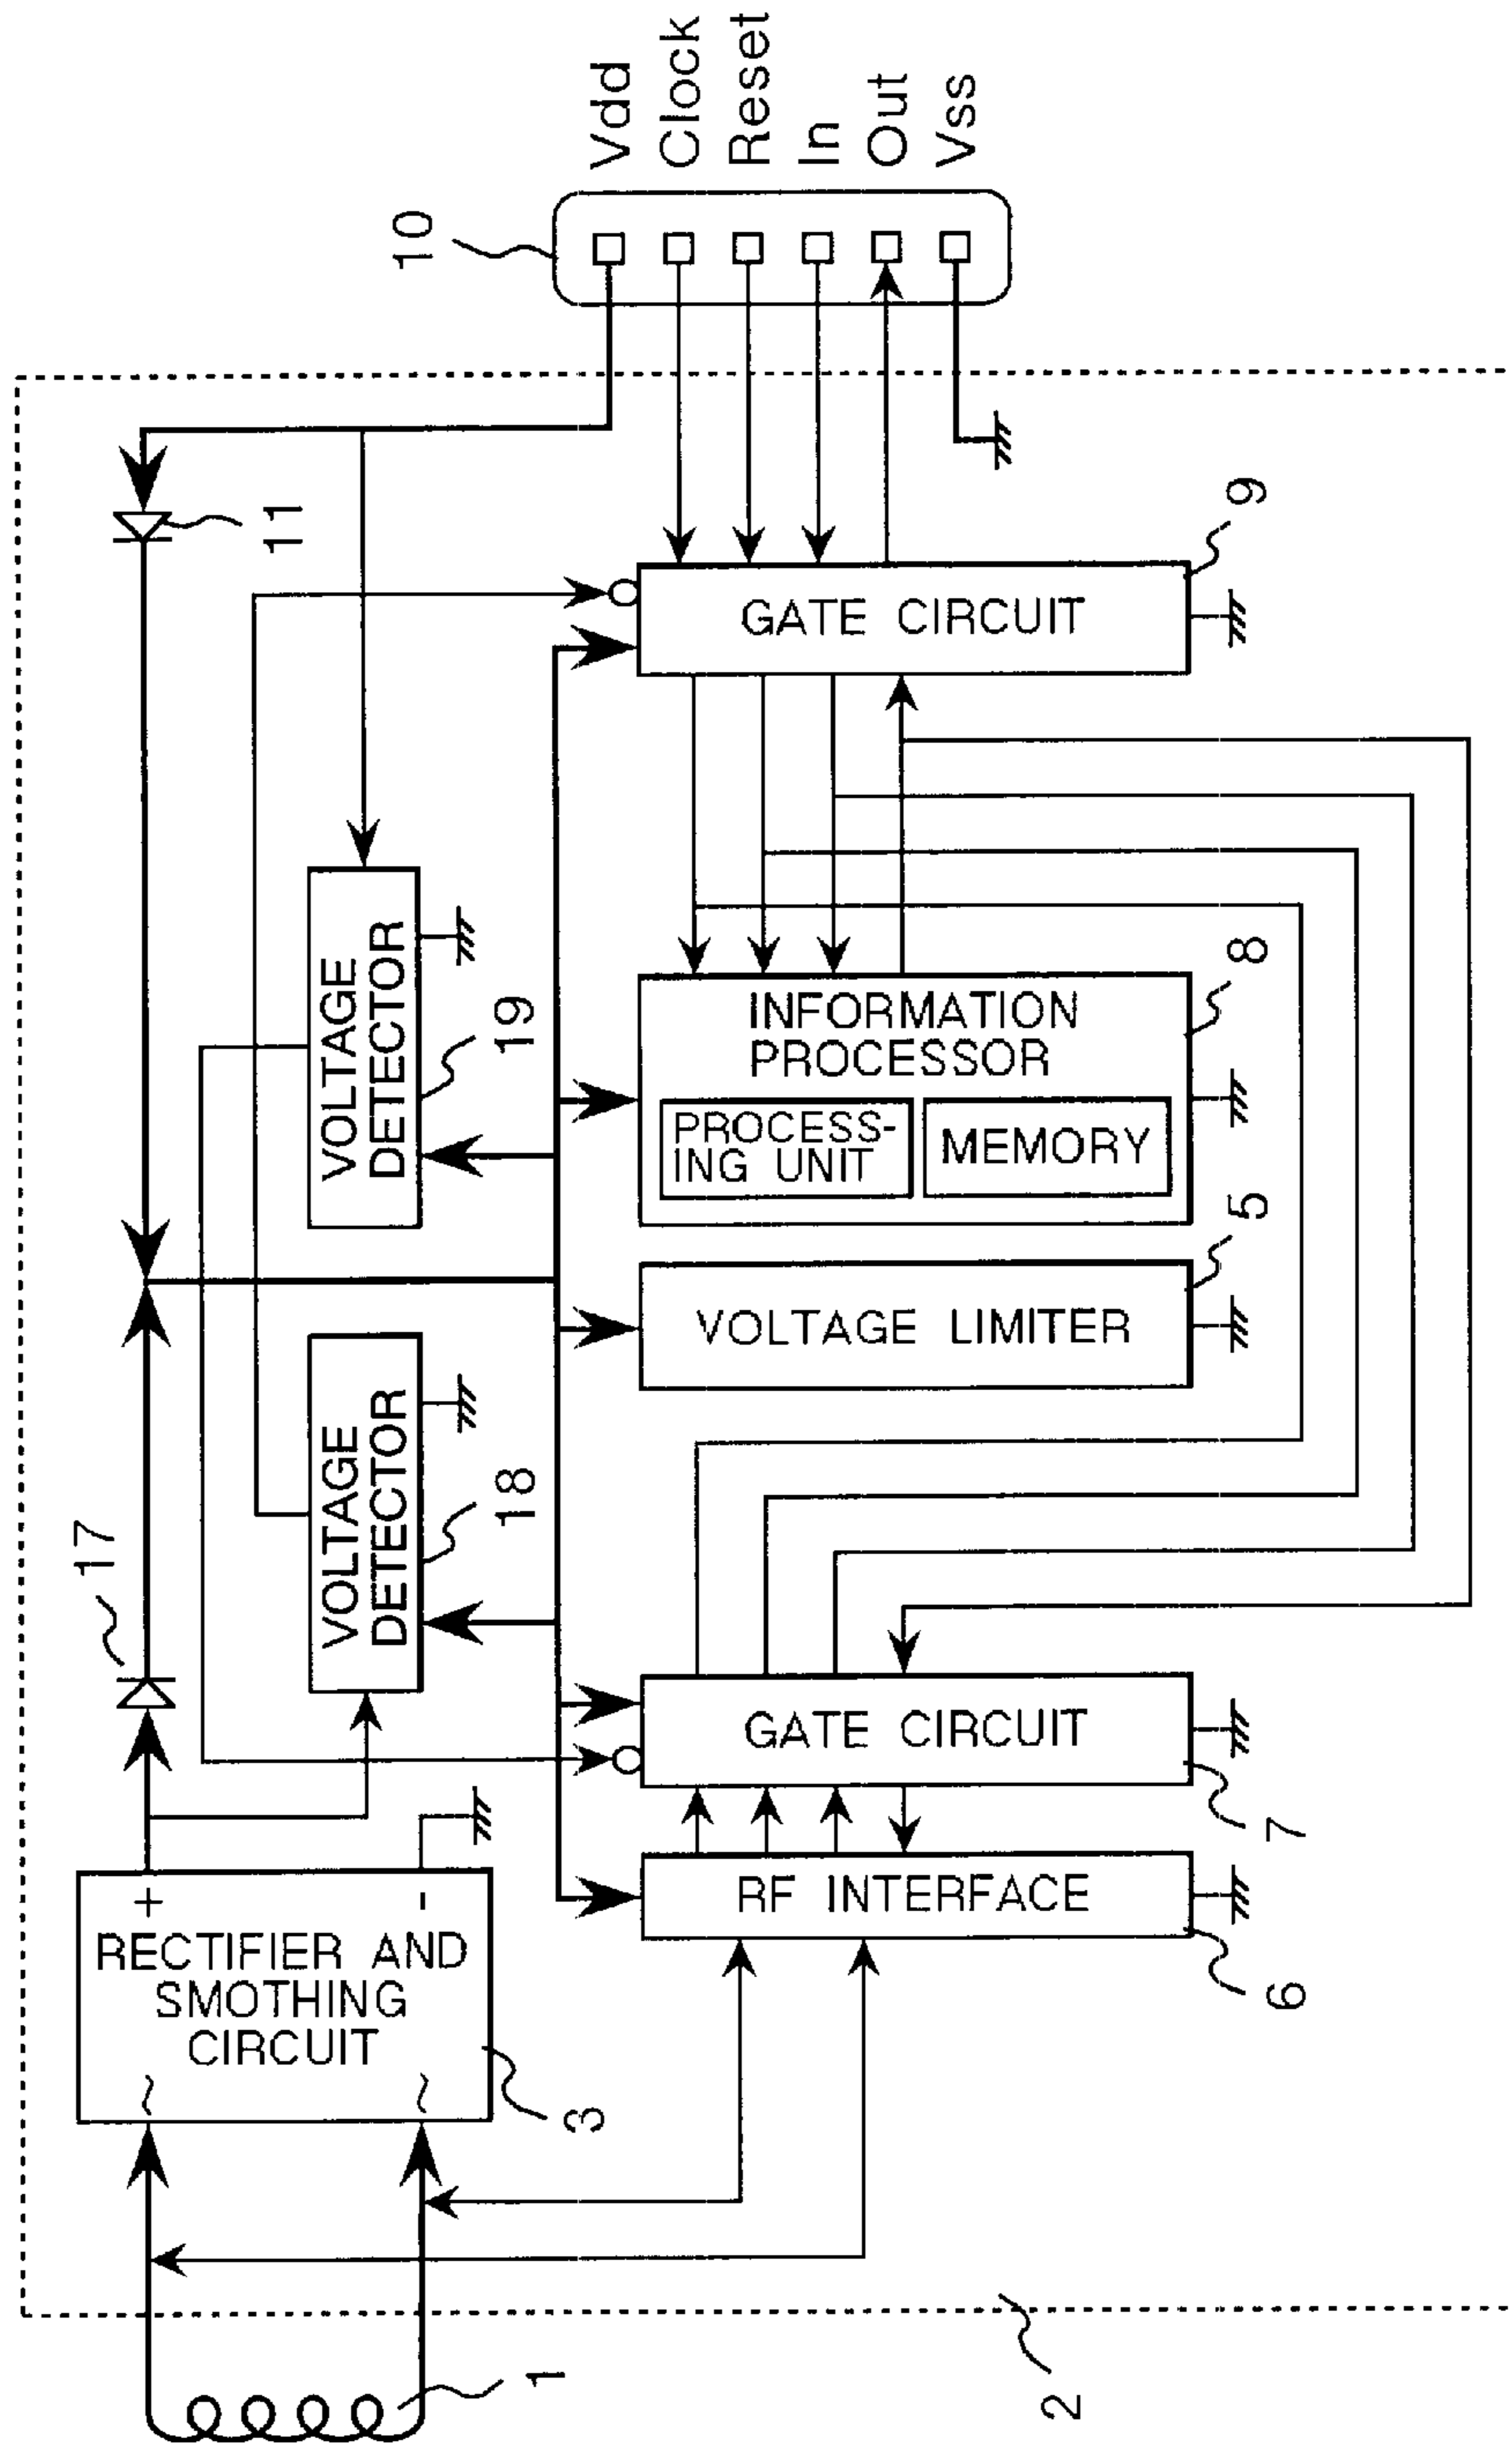 1
2
RECTIFIER AND
SMOTHING
CIRCUIT
+
-
~
~
3
17
VOLTAGE
DETECTOR
18
VOLTAGE
DETECTOR
19
11
RF INTERFACE
6
GATE CIRCUIT
7
VOLTAGE LIMITER
5
INFORMATION
PROCESSOR
PROCESS-
ING UNIT
MEMORY
8
GATE CIRCUIT
9
10
Vdd
Clock
Reset
In
Out
Vss